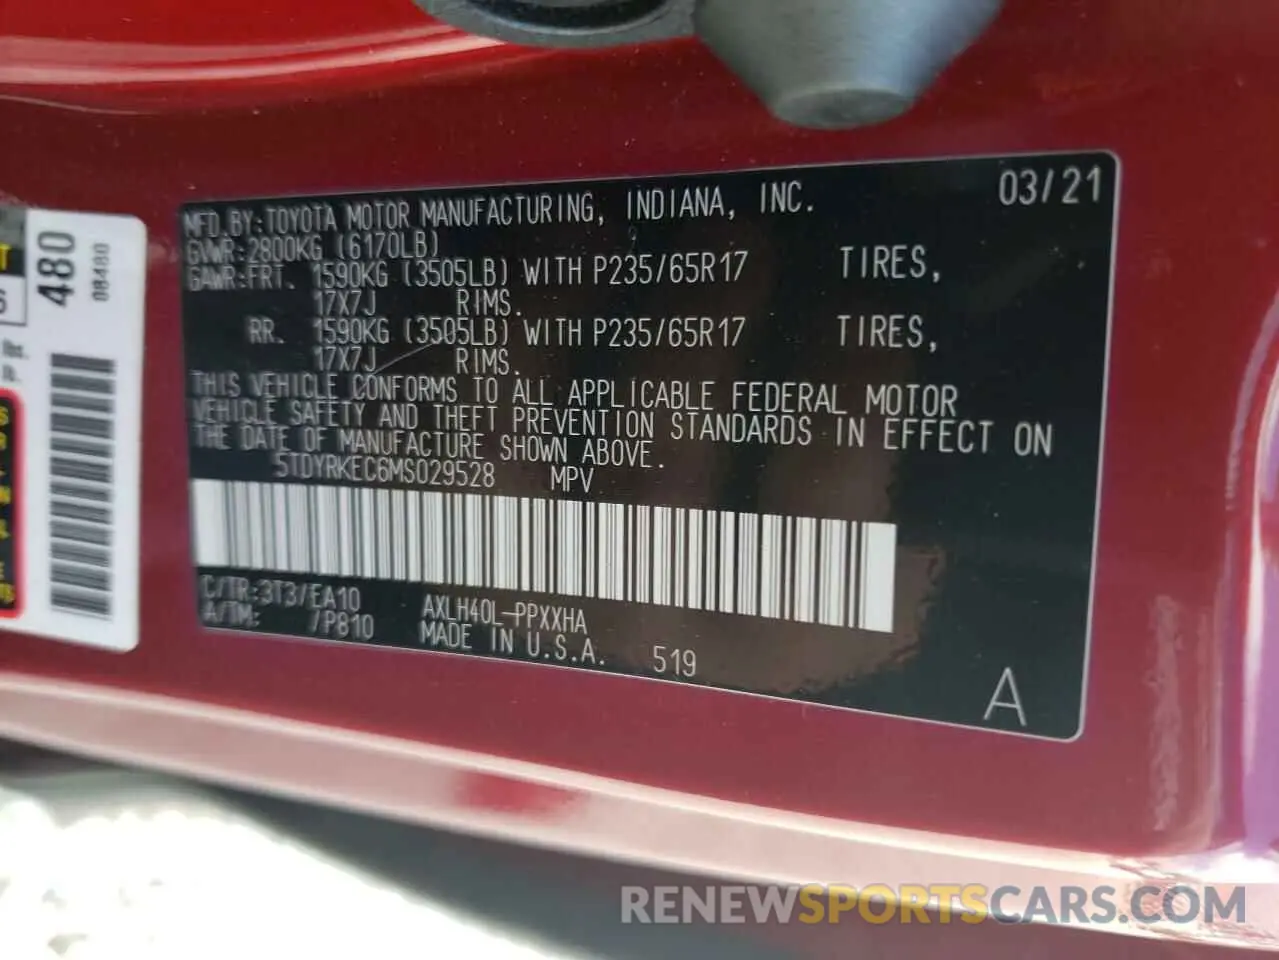 MFD.BY:TOYOTA MOTOR MANUFACTURING, INDIANA, INC. 03/21
GVWR:2800KG (6170LB)
GAWR:FRT. 1590KG (3505LB) WITH P235/65R17 TIRES,
17X7J RIMS.
RR. 1590KG (3505LB) WITH P235/65R17 TIRES,
17X7J RIMS.
THIS VEHICLE CONFORMS TO ALL APPLICABLE FEDERAL MOTOR
VEHICLE SAFETY AND THEFT PREVENTION STANDARDS IN EFFECT ON
THE DATE OF MANUFACTURE SHOWN ABOVE.
5TDYRKEC6MS029528 MPV
C/TR:3T3/EA10 AXLH40L-PPXXHA
A/TM: /P810 MADE IN U.S.A. 519
A
480
08480
RENEWSPORTSCARS.COM